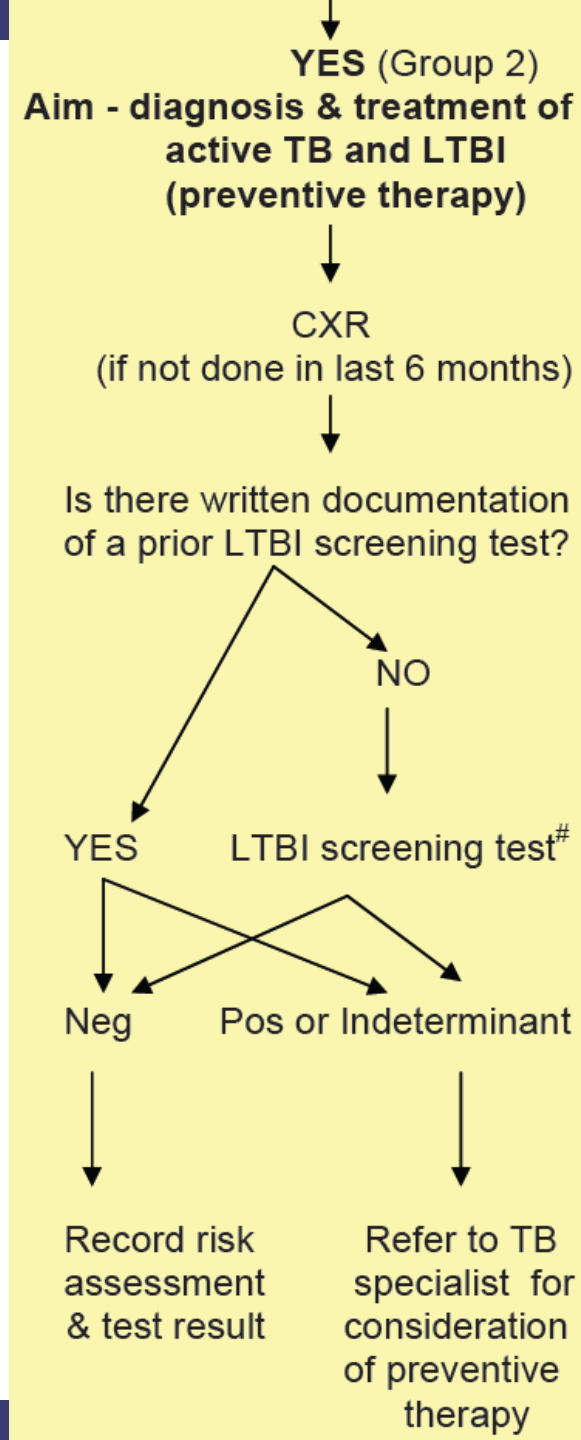 YES (Group 2)
Aim - diagnosis & treatment of
active TB and LTBI
(preventive therapy)
CXR
(if not done in last 6 months)
Is there written documentation
of a prior LTBI screening test?
NO
YES
LTBI screening test#
Neg
Pos or Indeterminant
Record risk
assessment
& test result
Refer to TB
specialist for
consideration
of preventive
therapy